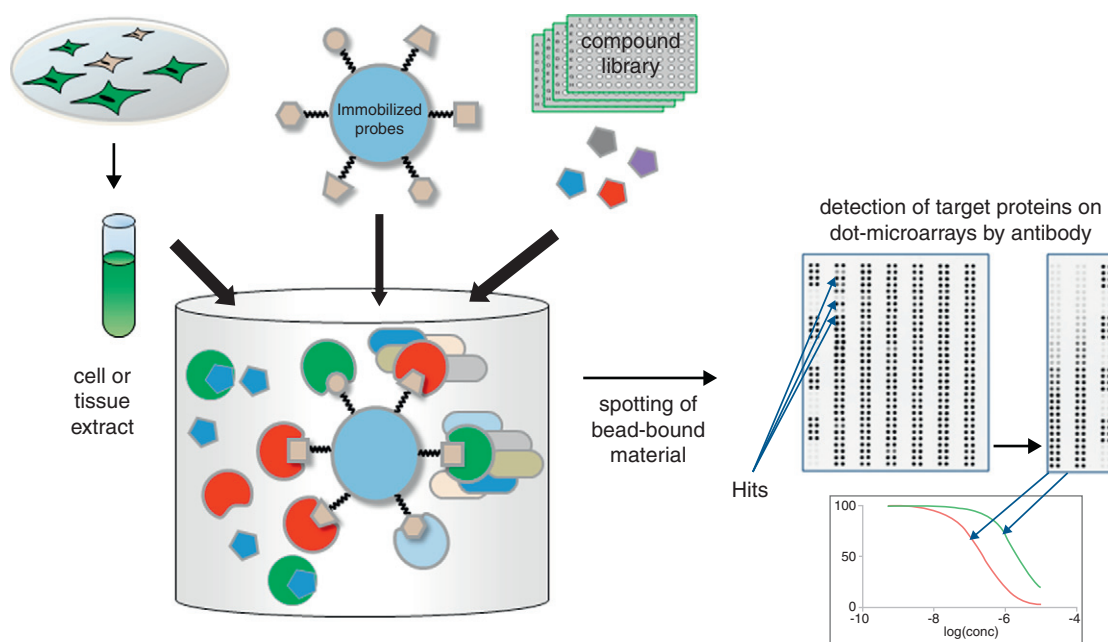 compound
library
Immobilized
probes
detection of target proteins on
dot-microarrays by antibody
cell or
tissue
extract
spotting of
bead-bound
material
Hits
100
50
0
-10
-8
-6
-4
log(conc)